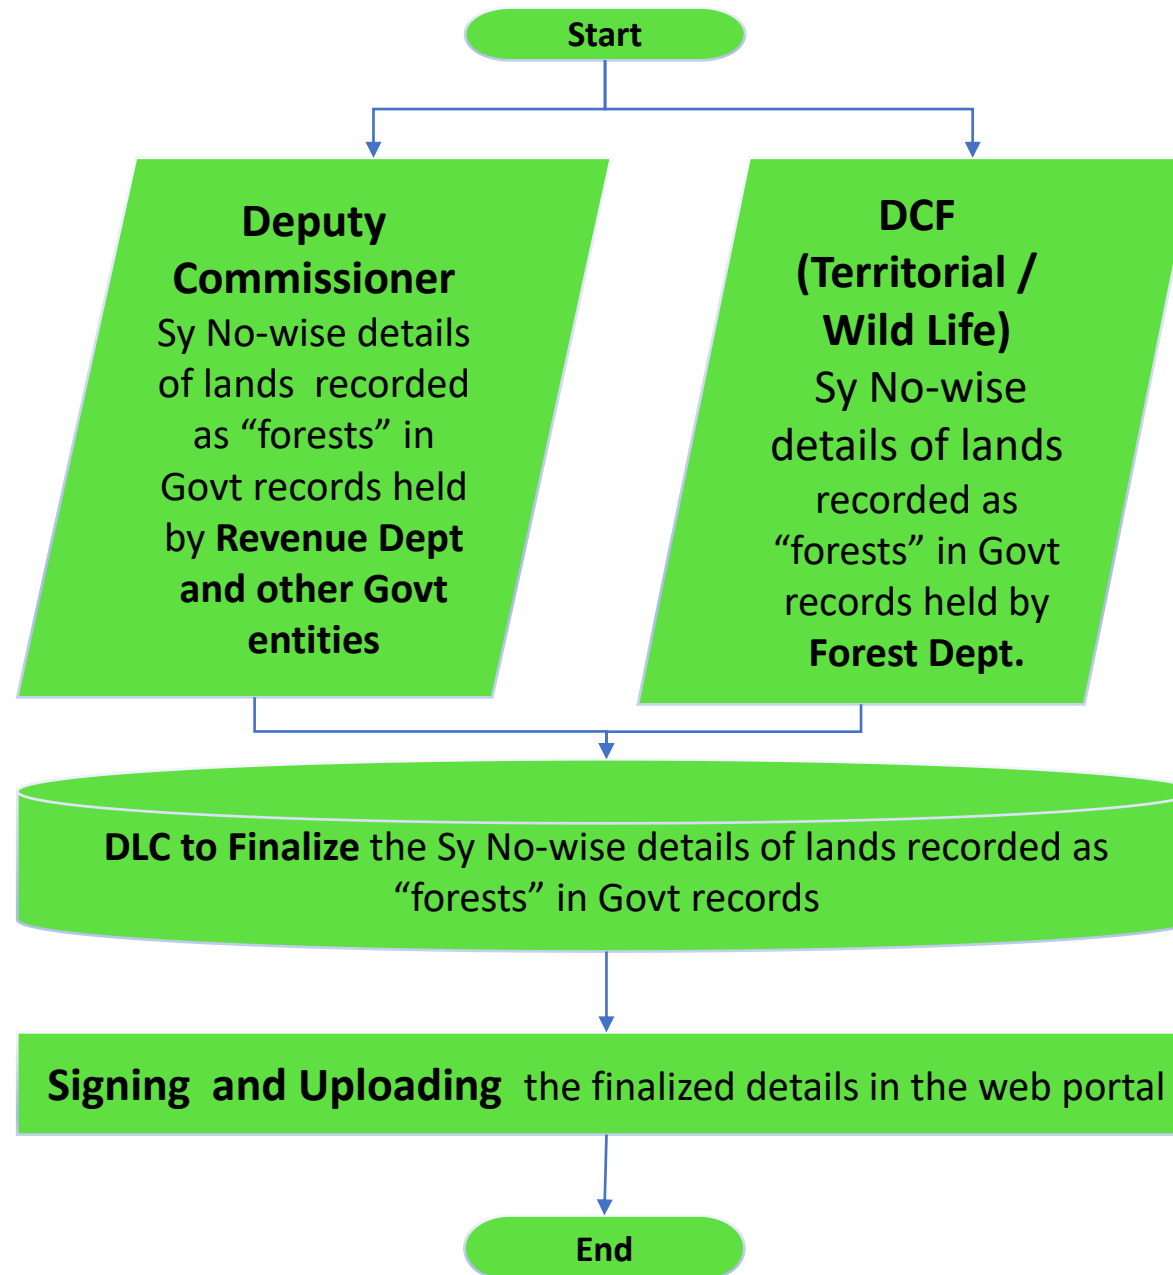 Start
Deputy
Commissioner
Sy No-wise details
of lands recorded
as “forests” in
Govt records held
by Revenue Dept
and other Govt
entities
DCF
(Territorial /
Wild Life)
Sy No-wise
details of lands
recorded as
“forests” in Govt
records held by
Forest Dept.
DLC to Finalize the Sy No-wise details of lands recorded as
“forests” in Govt records
Signing and Uploading the finalized details in the web portal
End